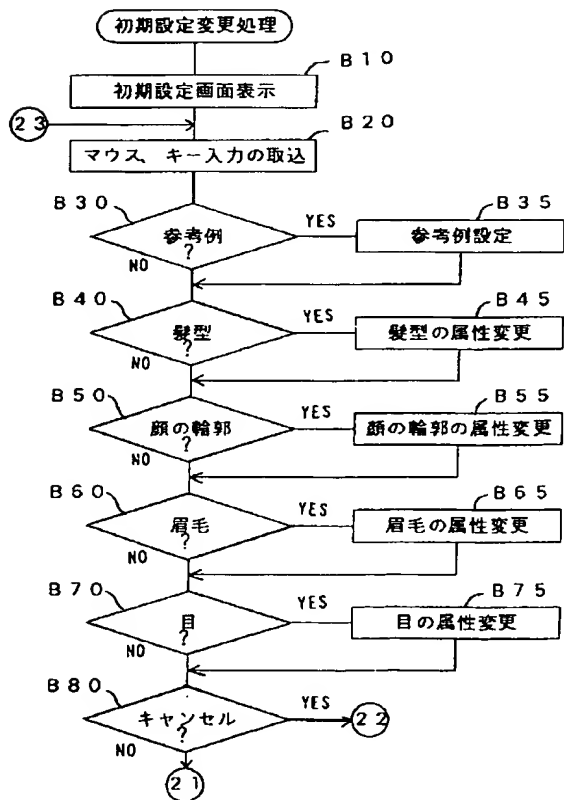 初期設定変更処理
B10
初期設定画面表示
23
B20
マウス、キー入力の取込
B30
参考例
?
YES
NO
B35
参考例設定
B40
髪型
?
YES
NO
B45
髪型の属性変更
B50
顔の輪郭
?
YES
NO
B55
顔の輪郭の属性変更
B60
眉毛
?
YES
NO
B65
眉毛の属性変更
B70
目
?
YES
NO
B75
目の属性変更
B80
キャンセル
?
YES
22
NO
21